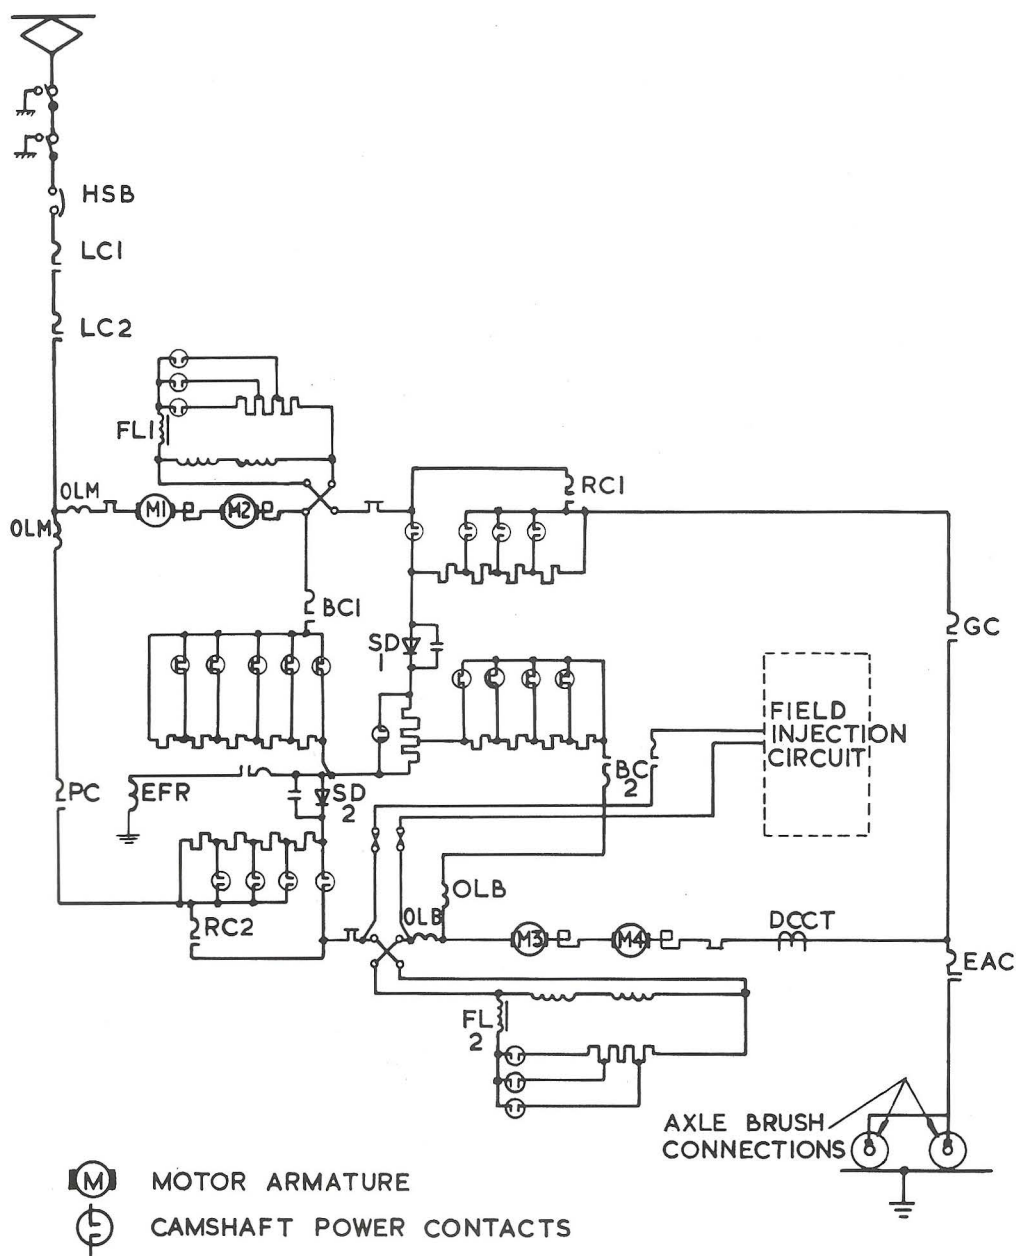 HSB
LC1
LC2
FL1
OLM
M1
M2
RC1
OLM
BC1
SD
1
GC
FIELD
INJECTION
CIRCUIT
BC
2
PC
EFR
SD
2
OLB
RC2
OLB
M3
M4
DCCT
EAC
FL
2
AXLE BRUSH
CONNECTIONS
M
MOTOR ARMATURE
CAMSHAFT POWER CONTACTS